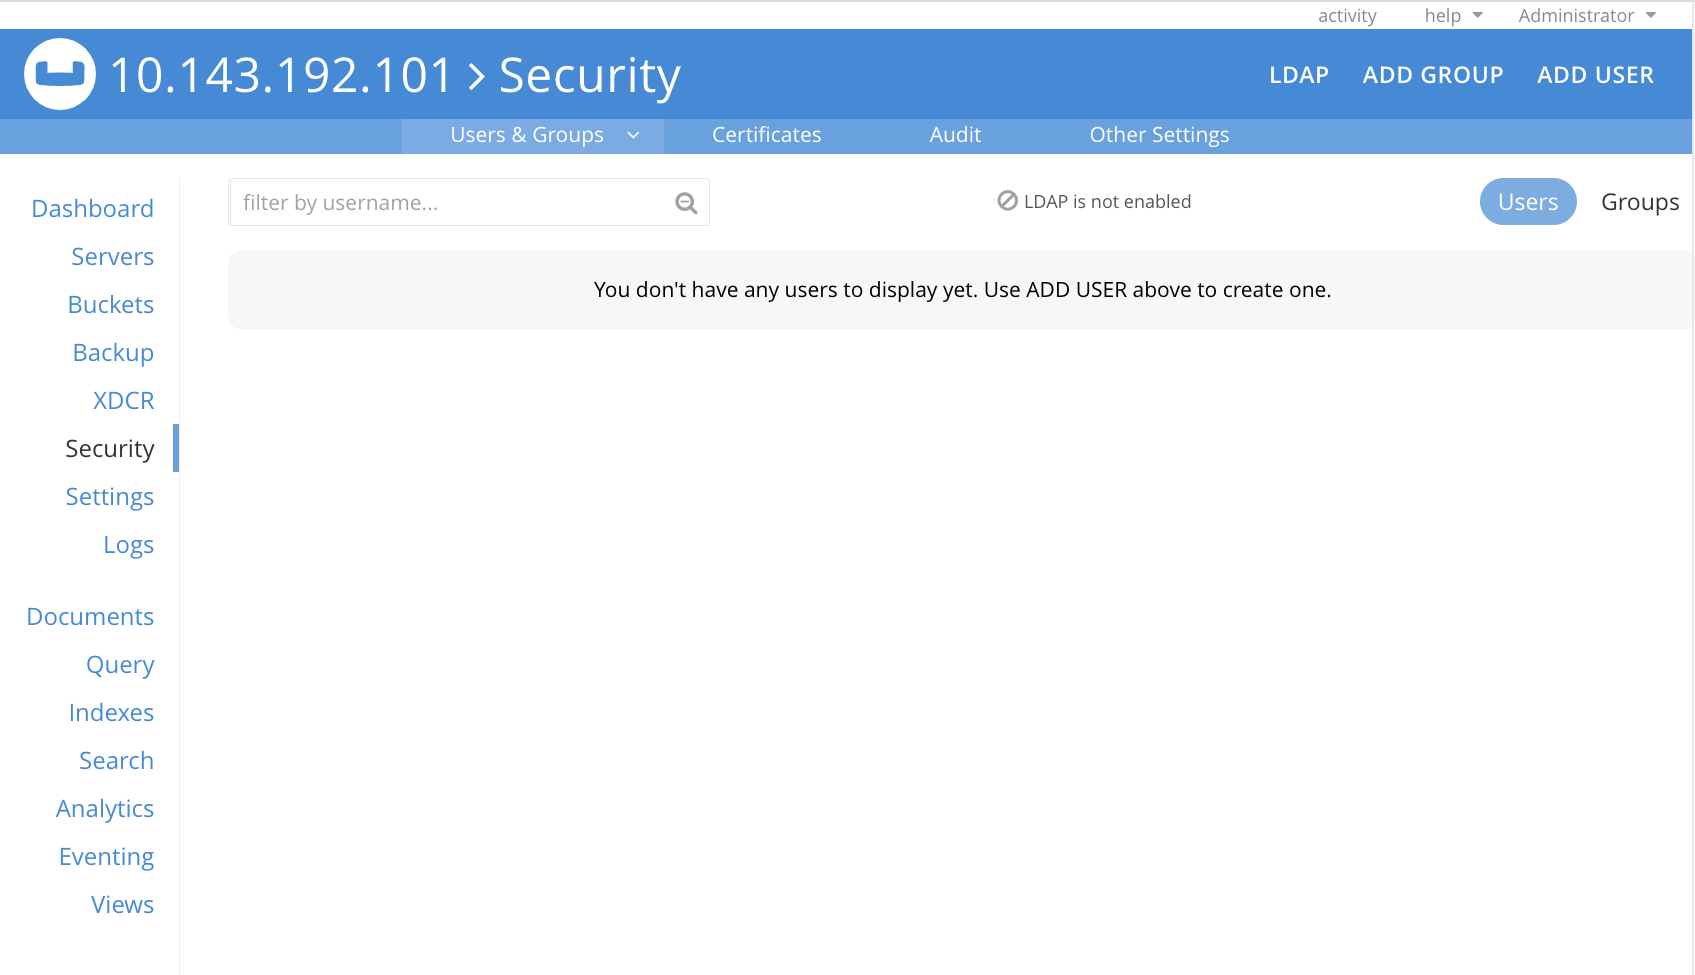 activity help Administrator
10.143.192.101 > Security LDAP ADD GROUP ADD USER
Users & Groups Certificates Audit Other Settings
filter by username... LDAP is not enabled Users Groups
You don't have any users to display yet. Use ADD USER above to create one.
Dashboard
Servers
Buckets
Backup
XDCR
Security
Settings
Logs
Documents
Query
Indexes
Search
Analytics
Eventing
Views